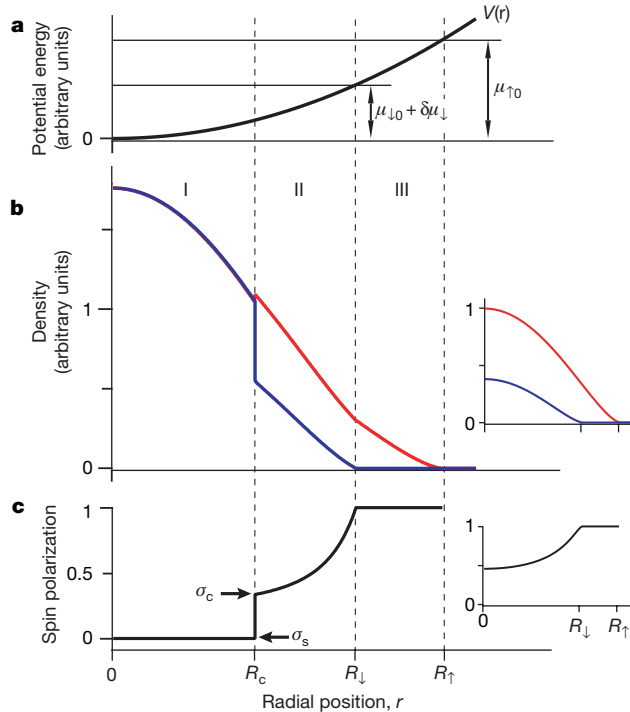 a
Potential energy
(arbitrary units)
0
V(r)
μ↓0 + δμ↓
μ↑0
b
I
II
III
Density
(arbitrary units)
1
0
1
0
c
Spin polarization
1
0.5
0
σc
σs
1
0
0
R↓
R↑
0
Rc
R↓
R↑
Radial position, r